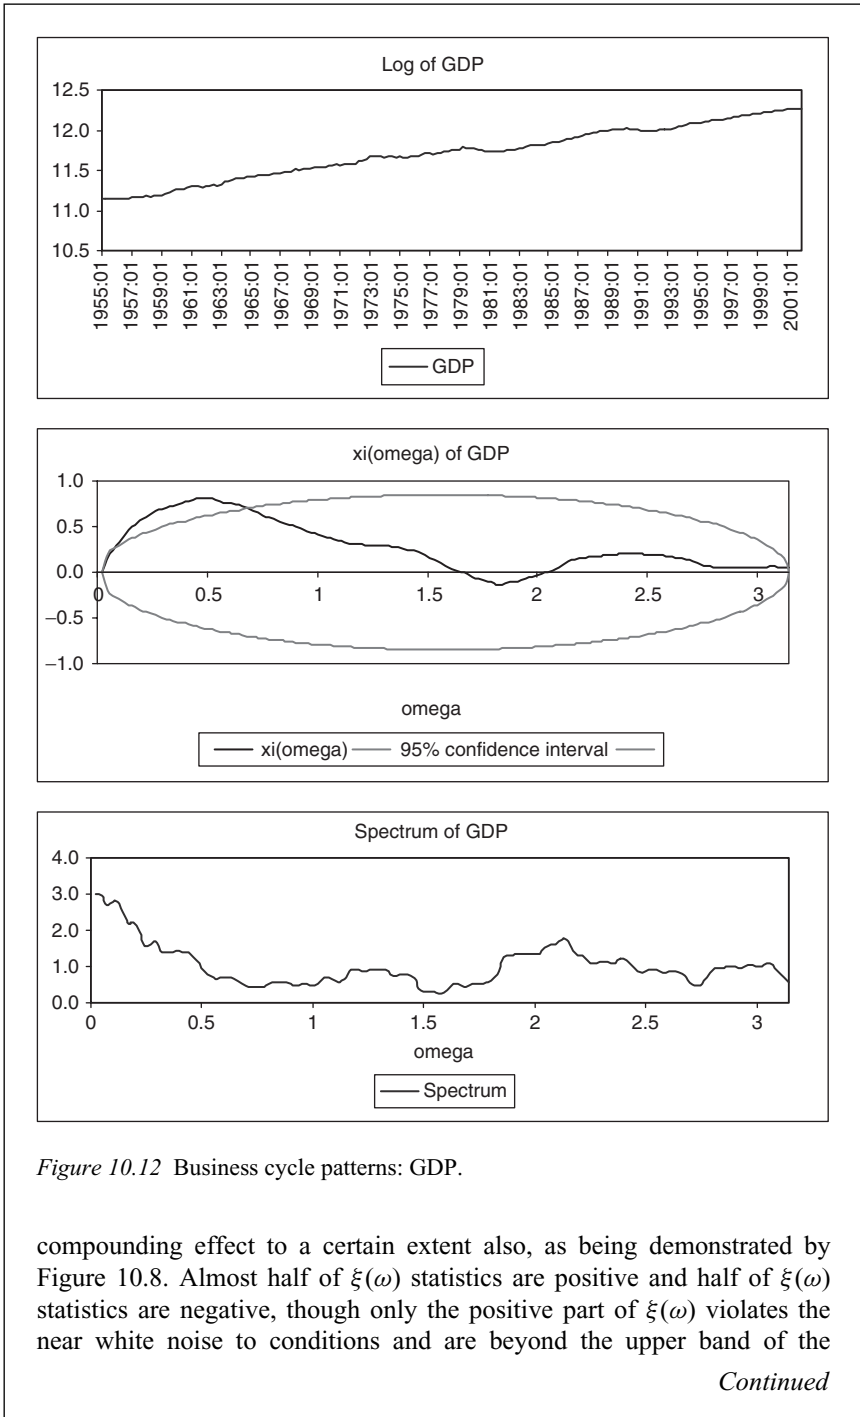 Log of GDP
12.5
12.0
11.5
11.0
10.5
1955:01
1957:01
1959:01
1961:01
1963:01
1965:01
1967:01
1969:01
1971:01
1973:01
1975:01
1977:01
1979:01
1981:01
1983:01
1985:01
1987:01
1989:01
1991:01
1993:01
1995:01
1997:01
1999:01
2001:01
GDP
xi(omega) of GDP
1.0
0.5
0.0
−0.5
−1.0
0 0.5 1 1.5 2 2.5 3
omega
xi(omega) 95% confidence interval
Spectrum of GDP
4.0
3.0
2.0
1.0
0.0
0 0.5 1 1.5 2 2.5 3
omega
Spectrum
Figure 10.12 Business cycle patterns: GDP.
compounding effect to a certain extent also, as being demonstrated by
Figure 10.8. Almost half of ξ(ω) statistics are positive and half of ξ(ω)
statistics are negative, though only the positive part of ξ(ω) violates the
near white noise to conditions and are beyond the upper band of the
Continued